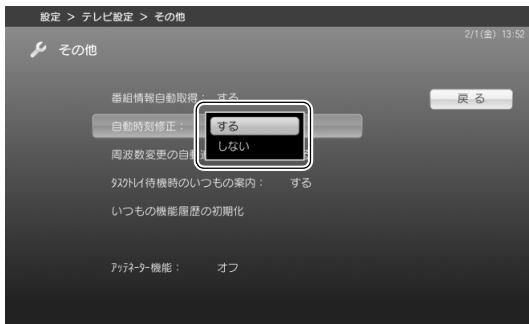 設定 > テレビ設定 > その他
2/1(金) 13:52
その他
番組情報自動取得： する
戻る
自動時刻修正：
する
しない
周波数変更の自動
タスクトレイ待機時のいつもの案内： する
いつもの機能履歴の初期化
アッテネーター機能： オフ